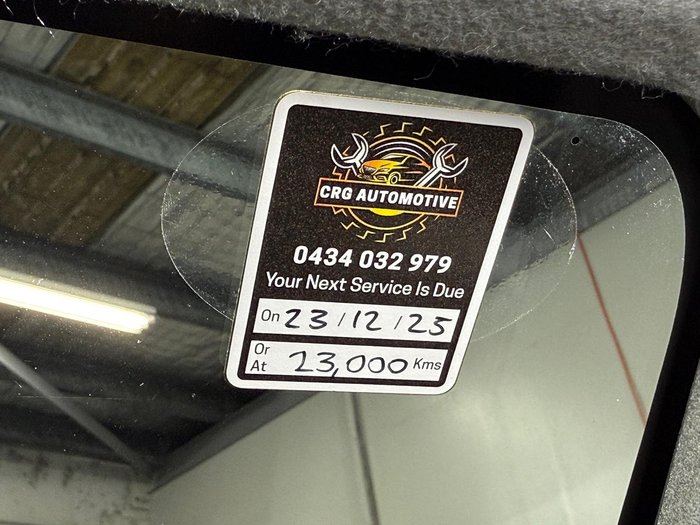 CRG AUTOMOTIVE
0434 032 979
Your Next Service Is Due
On 23/12/25
Or At 23,000 Kms